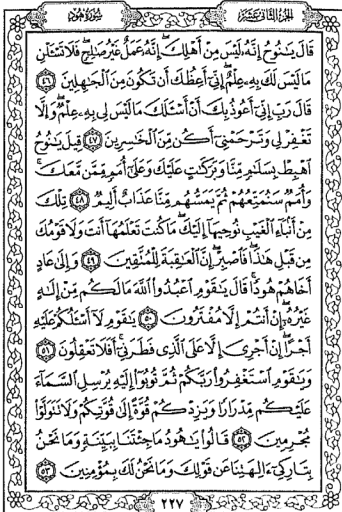 الجزء الثاني عشر
سورة هود
قَالَ يَٰنُوحُ إِنَّهُۥ لَيْسَ مِنْ أَهْلِكَ ۖ إِنَّهُۥ عَمَلٌ غَيْرُ صَٰلِحٍ ۖ فَلَا تَسْـَٔلْنِ
مَا لَيْسَ لَكَ بِهِۦ عِلْمٌ ۖ إِنِّىٓ أَعِظُكَ أَن تَكُونَ مِنَ ٱلْجَٰهِلِينَ ٤٦
قَالَ رَبِّ إِنِّىٓ أَعُوذُ بِكَ أَنْ أَسْـَٔلَكَ مَا لَيْسَ لِى بِهِۦ عِلْمٌ ۖ وَإِلَّا
تَغْفِرْ لِى وَتَرْحَمْنِىٓ أَكُن مِّنَ ٱلْخَٰسِرِينَ ٤٧ قِيلَ يَٰنُوحُ
ٱهْبِطْ بِسَلَٰمٍ مِّنَّا وَبَرَكَٰتٍ عَلَيْكَ وَعَلَىٰٓ أُمَمٍ مِّمَّن مَّعَكَ ۚ
وَأُمَمٌ سَنُمَتِّعُهُمْ ثُمَّ يَمَسُّهُم مِّنَّا عَذَابٌ أَلِيمٌ ٤٨ تِلْكَ
مِنْ أَنۢبَآءِ ٱلْغَيْبِ نُوحِيهَآ إِلَيْكَ ۖ مَا كُنتَ تَعْلَمُهَآ أَنتَ وَلَا قَوْمُكَ
مِن قَبْلِ هَٰذَا ۖ فَٱصْبِرْ ۖ إِنَّ ٱلْعَٰقِبَةَ لِلْمُتَّقِينَ ٤٩ وَإِلَىٰ عَادٍ
أَخَاهُمْ هُودًا ۚ قَالَ يَٰقَوْمِ ٱعْبُدُوا۟ ٱللَّهَ مَا لَكُم مِّنْ إِلَٰهٍ
غَيْرُهُۥٓ ۖ إِنْ أَنتُمْ إِلَّا مُفْتَرُونَ ٥٠ يَٰقَوْمِ لَآ أَسْـَٔلُكُمْ عَلَيْهِ
أَجْرًا ۖ إِنْ أَجْرِىَ إِلَّا عَلَى ٱلَّذِى فَطَرَنِىٓ ۚ أَفَلَا تَعْقِلُونَ ٥١
وَيَٰقَوْمِ ٱسْتَغْفِرُوا۟ رَبَّكُمْ ثُمَّ تُوبُوٓا۟ إِلَيْهِ يُرْسِلِ ٱلسَّمَآءَ
عَلَيْكُم مِّدْرَارًا وَيَزِدْكُمْ قُوَّةً إِلَىٰ قُوَّتِكُمْ وَلَا تَتَوَلَّوْا۟
مُجْرِمِينَ ٥٢ قَالُوا۟ يَٰهُودُ مَا جِئْتَنَا بِبَيِّنَةٍ وَمَا نَحْنُ
بِتَارِكِىٓ ءَالِهَتِنَا عَن قَوْلِكَ وَمَا نَحْنُ لَكَ بِمُؤْمِنِينَ ٥٣
٢٢٧